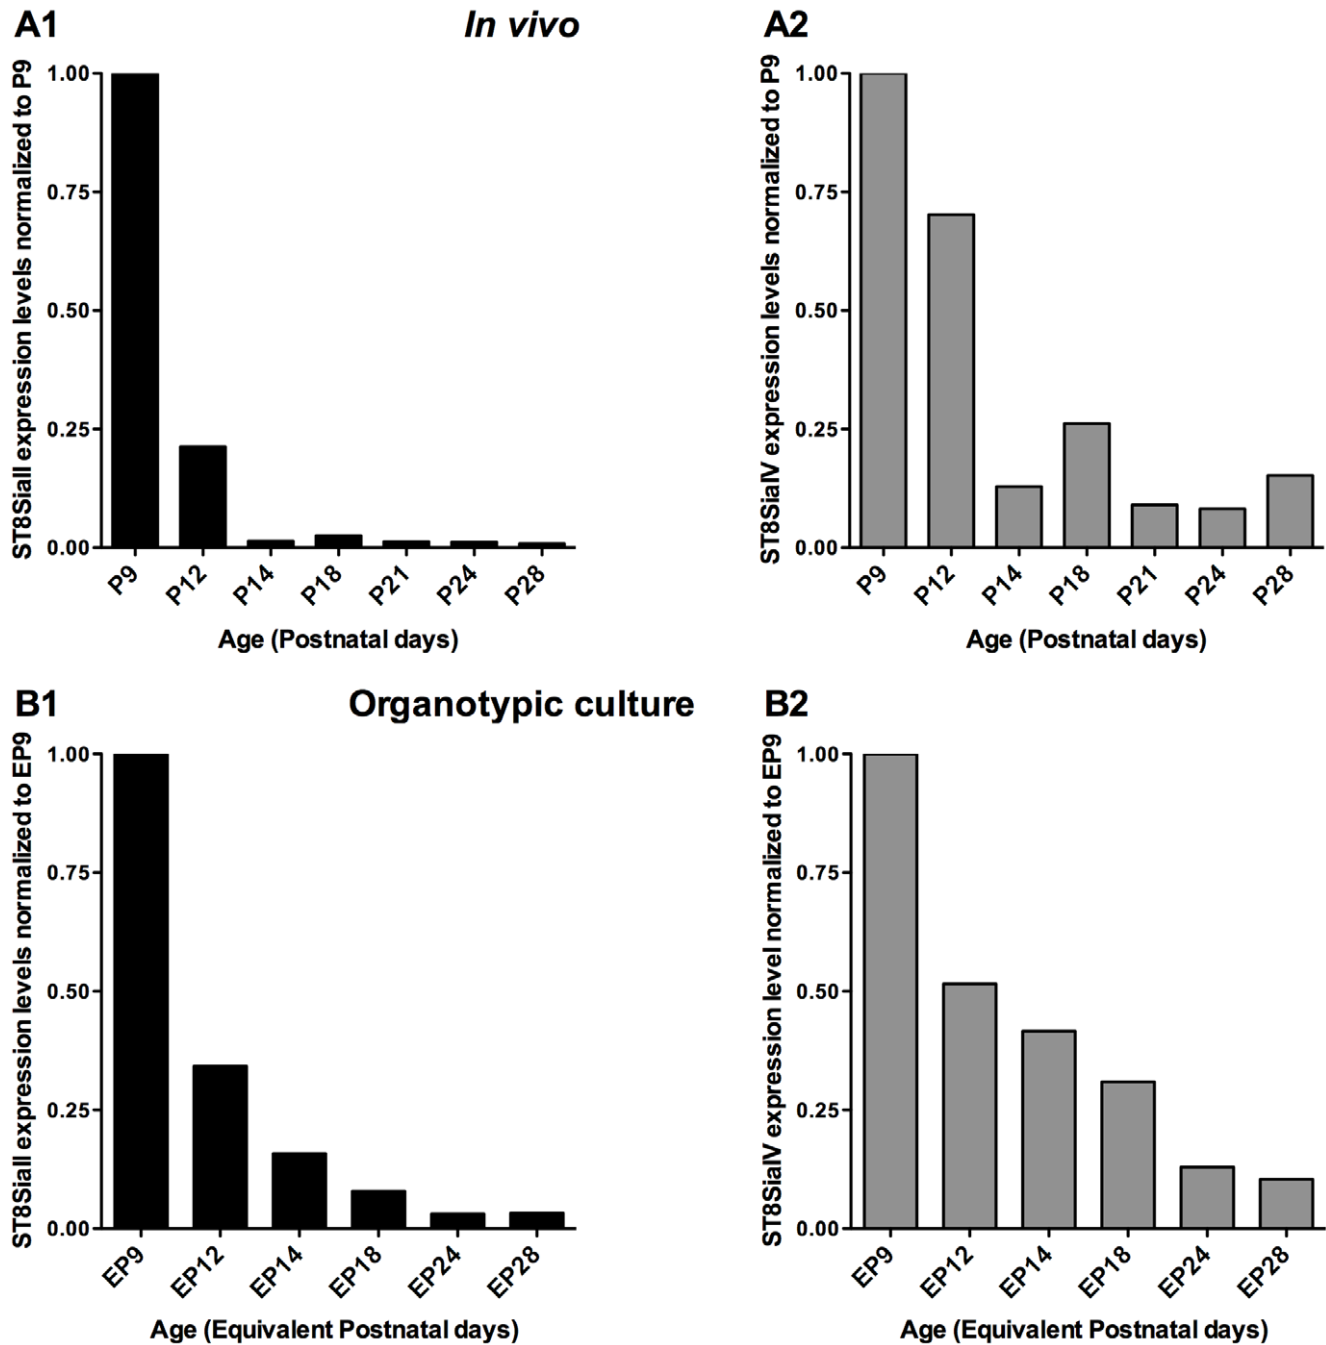 A1
In vivo
A2
ST8SiaII expression levels normalized to P9
1.00
0.75
0.50
0.25
0.00
P9
P12
P14
P18
P21
P24
P28
Age (Postnatal days)
ST8SiaIV expression levels normalized to P9
1.00
0.75
0.50
0.25
0.00
P9
P12
P14
P18
P21
P24
P28
Age (Postnatal days)
B1
Organotypic culture
B2
ST8SiaII expression levels normalized to EP9
1.00
0.75
0.50
0.25
0.00
EP9
EP12
EP14
EP18
EP24
EP28
Age (Equivalent Postnatal days)
ST8SiaIV expression level normalized to EP9
1.00
0.75
0.50
0.25
0.00
EP9
EP12
EP14
EP18
EP24
EP28
Age (Equivalent Postnatal days)